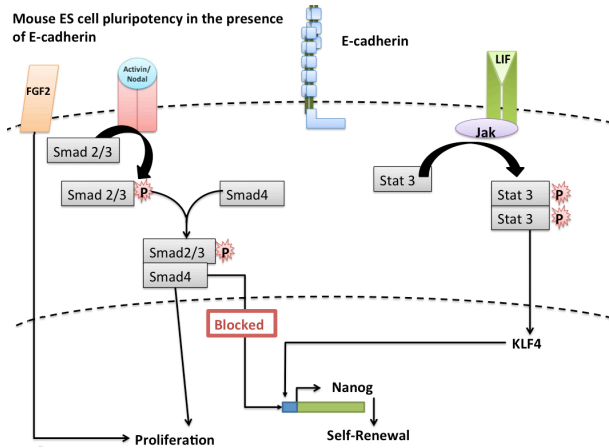 Mouse ES cell pluripotency in the presence
of E-cadherin
E-cadherin
FGF2
Activin/
Nodal
LIF
Jak
Smad 2/3
Smad 2/3
P
Smad4
Stat 3
Stat 3
P
Stat 3
P
Smad2/3
P
Smad4
Blocked
KLF4
Nanog
Proliferation
Self-Renewal